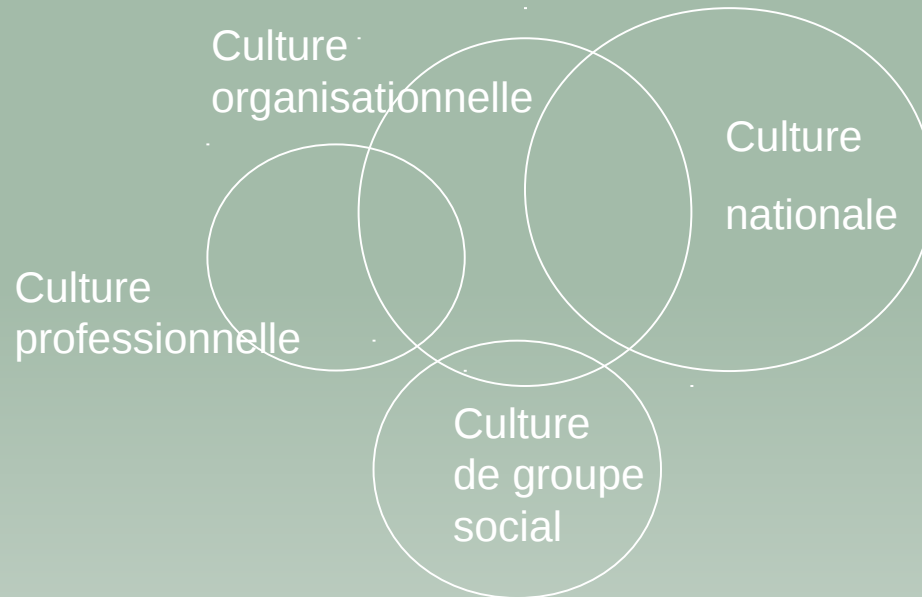 Culture
organisationnelle
Culture
nationale
Culture
professionnelle
Culture
de groupe
social